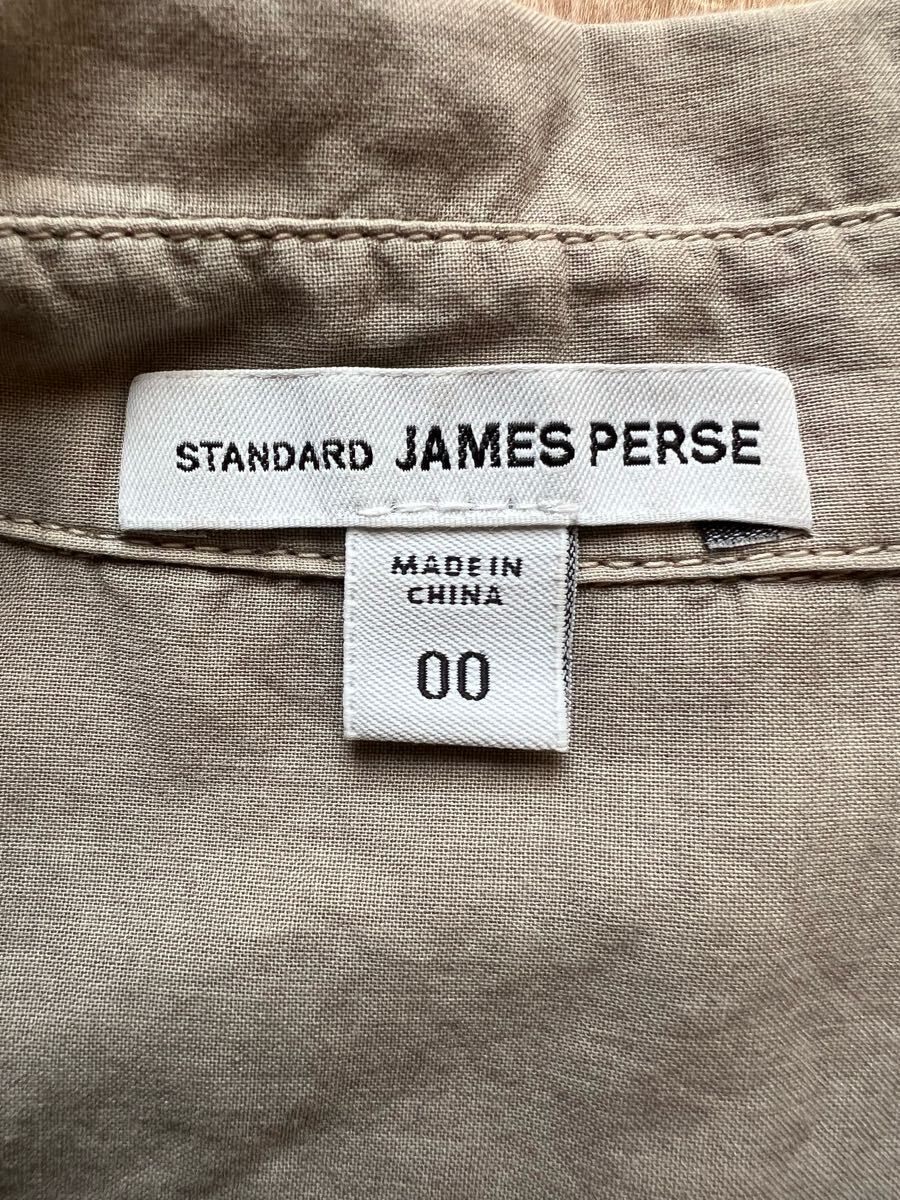 STANDARD JAMES PERSE
MADE IN
CHINA
00